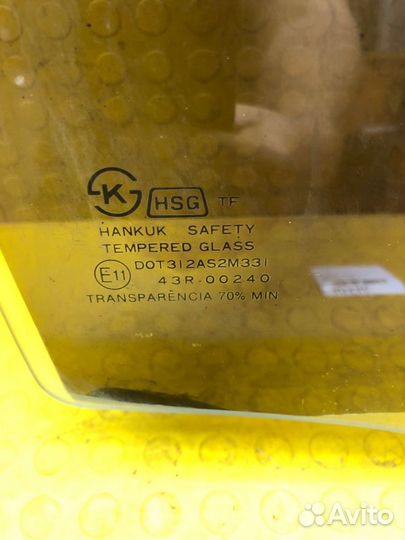 K HSG TF
HANKUK SAFETY
TEMPERED GLASS
E11 DOT312AS2M331
43R-00240
TRANSPARÊNCIA 70% MIN
Avito